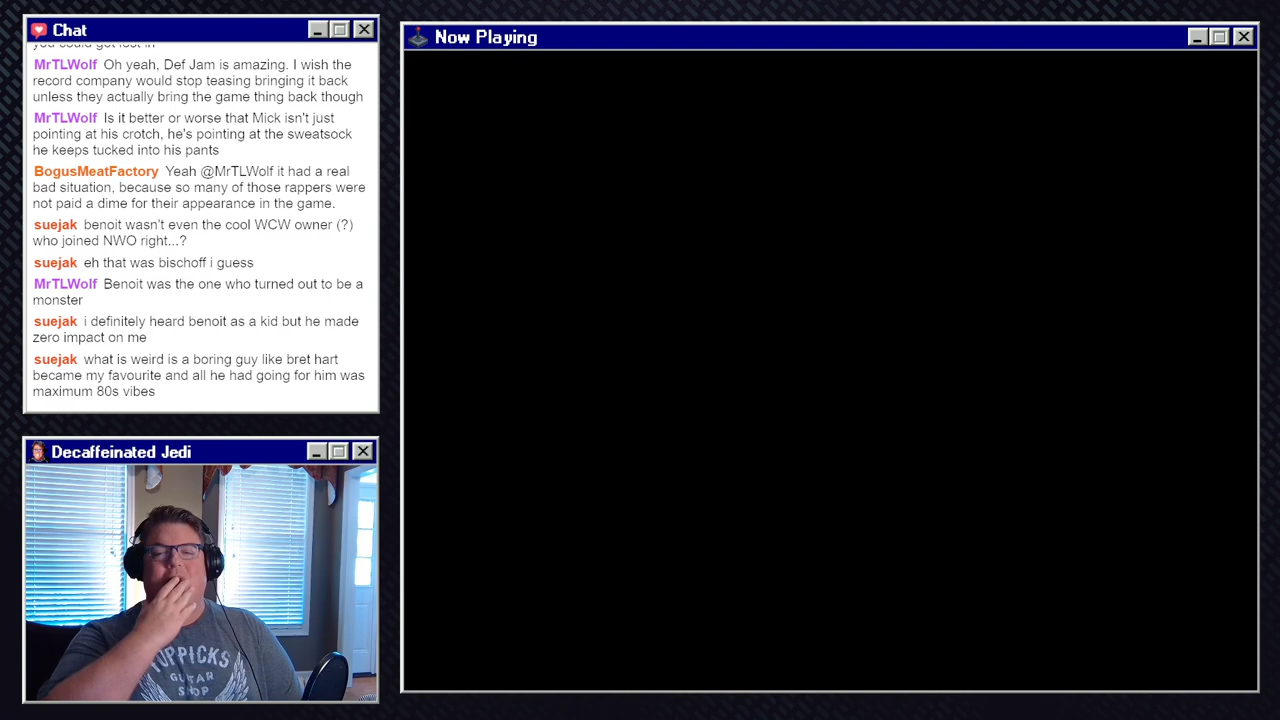 Chat
Now Playing
you could get lost in
MrTLWolf Oh yeah, Def Jam is amazing. I wish the
record company would stop teasing bringing it back
unless they actually bring the game thing back though
MrTLWolf Is it better or worse that Mick isn't just
pointing at his crotch, he's pointing at the sweatsock
he keeps tucked into his pants
BogusMeatFactory Yeah @MrTLWolf it had a real
bad situation, because so many of those rappers were
not paid a dime for their appearance in the game.
suejak benoit wasn't even the cool WCW owner (?)
who joined NWO right...?
suejak eh that was bischoff i guess
MrTLWolf Benoit was the one who turned out to be a
monster
suejak i definitely heard benoit as a kid but he made
zero impact on me
suejak what is weird is a boring guy like bret hart
became my favourite and all he had going for him was
maximum 80s vibes
Decaffeinated Jedi
GUITAR
SHOP